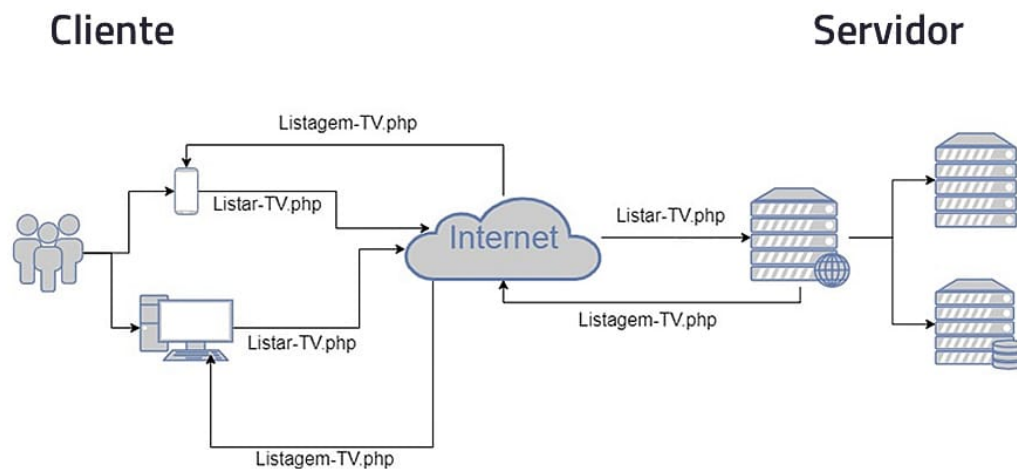 Cliente
Servidor
Listagem-TV.php
Listar-TV.php
Internet
Listar-TV.php
Listar-TV.php
Listagem-TV.php
Listagem-TV.php